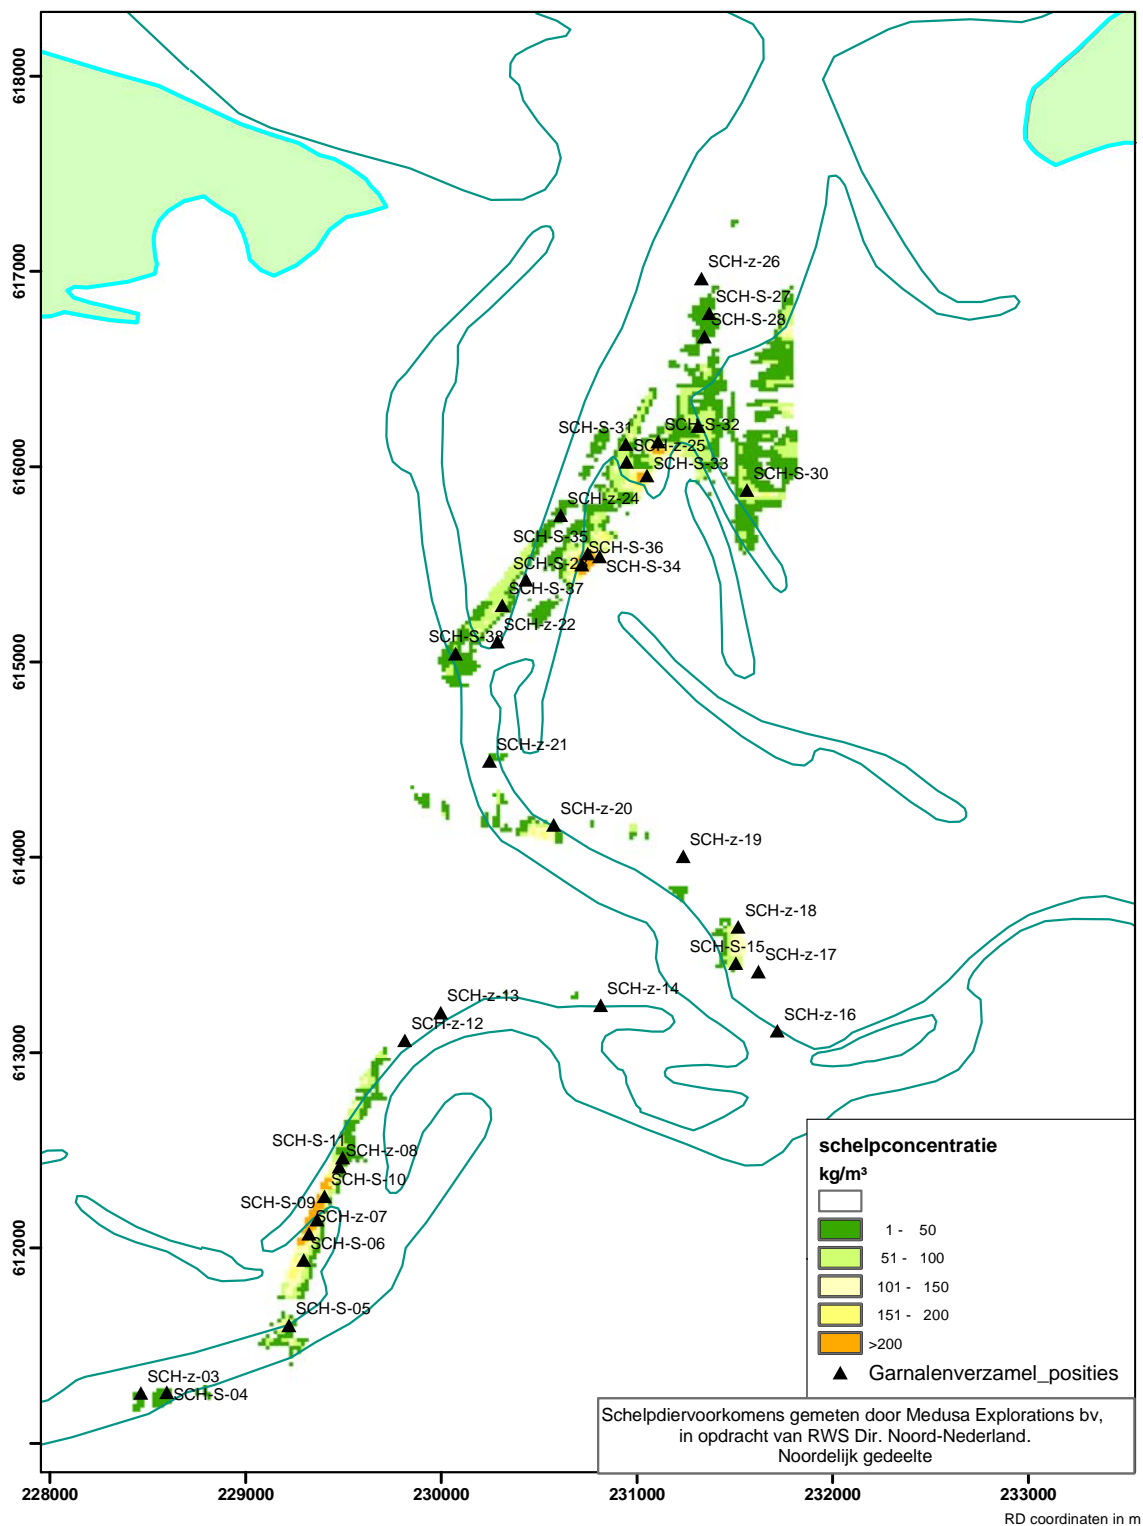 618000
617000
616000
615000
614000
613000
612000
SCH-z-26
SCH-S-27
SCH-S-28
SCH-S-31
SCH-S-32
SCH-z-25
SCH-S-33
SCH-S-30
SCH-z-24
SCH-S-35
SCH-S-36
SCH-S-34
SCH-S-37
SCH-z-22
SCH-S-38
SCH-z-21
SCH-z-20
SCH-z-19
SCH-z-18
SCH-S-15
SCH-z-17
SCH-z-16
SCH-z-14
SCH-z-13
SCH-z-12
SCH-S-11
SCH-z-08
SCH-S-10
SCH-S-09
SCH-z-07
SCH-S-06
SCH-S-05
SCH-z-03
SCH-S-04
schelpconcentratie
kg/m³
1 - 50
51 - 100
101 - 150
151 - 200
>200
Garnalenverzamel_posities
Schelpdiervoorkomens gemeten door Medusa Explorations bv,
in opdracht van RWS Dir. Noord-Nederland.
Noordelijk gedeelte
228000 229000 230000 231000 232000 233000
RD coordinaten in m